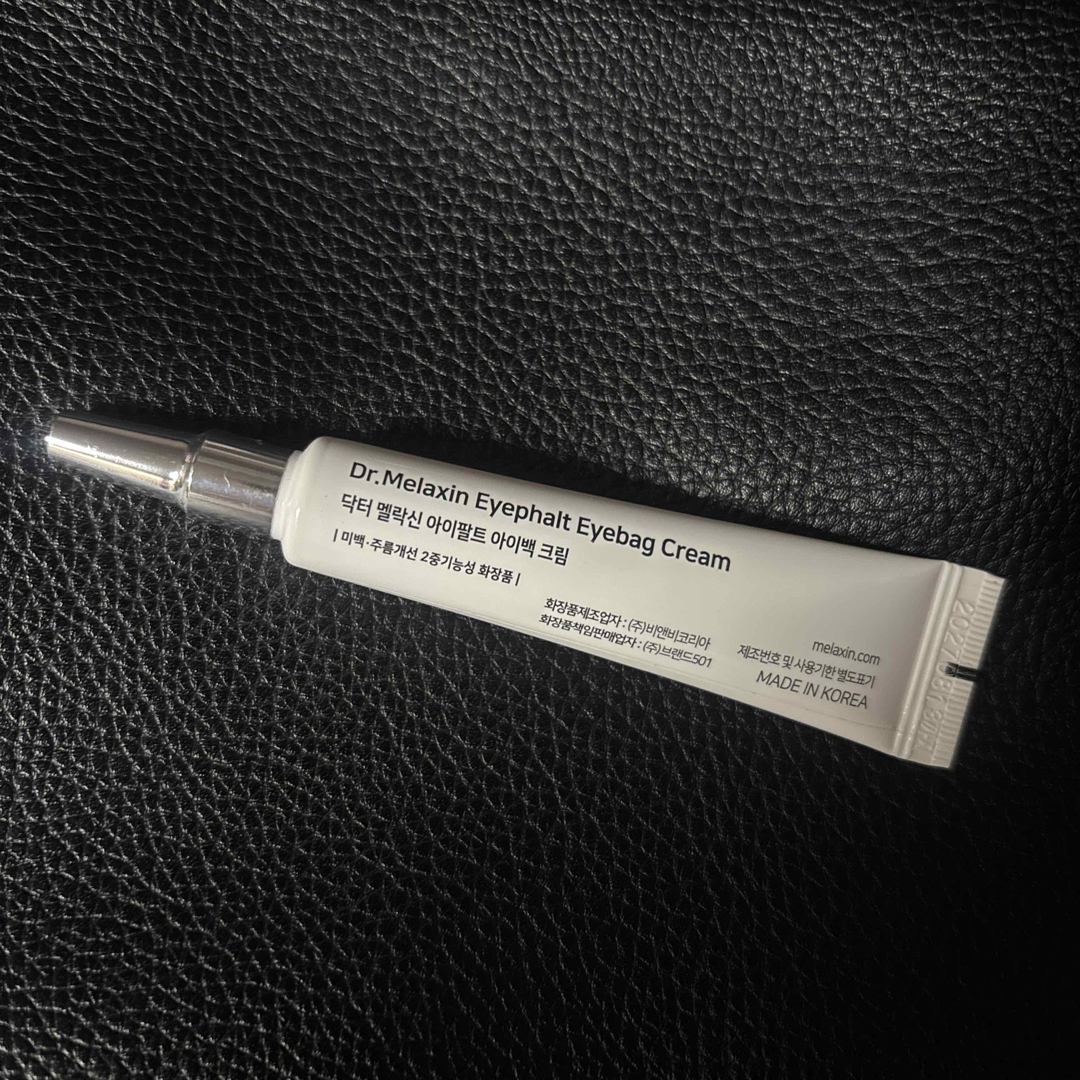 Dr.Melaxin Eyephalt Eyebag Cream
닥터 멜락신 아이팔트 아이백 크림
| 미백·주름개선 2중기능성 화장품 |
화장품제조업자 : (주)비앤비코리아
화장품책임판매업자 : (주)브랜드501
melaxin.com
제조번호 및 사용기한 별도표기
MADE IN KOREA